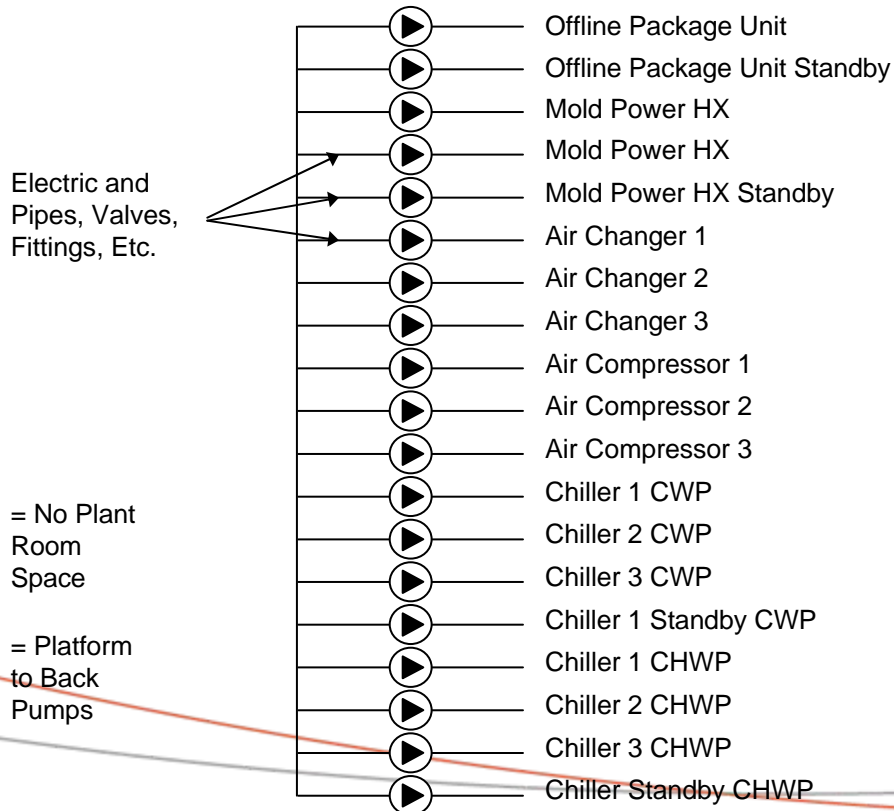 Offline Package Unit
Offline Package Unit Standby
Mold Power HX
Mold Power HX
Electric and
Pipes, Valves,
Fittings, Etc.
Mold Power HX Standby
Air Changer 1
Air Changer 2
Air Changer 3
Air Compressor 1
Air Compressor 2
Air Compressor 3
= No Plant
Room
Space
Chiller 1 CWP
Chiller 2 CWP
Chiller 3 CWP
Chiller 1 Standby CWP
= Platform
to Back
Pumps
Chiller 1 CHWP
Chiller 2 CHWP
Chiller 3 CHWP
Chiller Standby CHWP